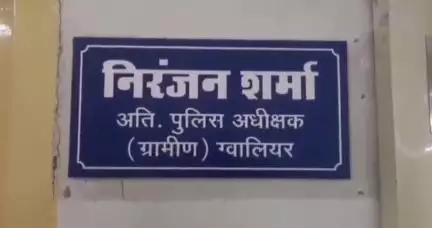 निरंजन शर्मा
अति. पुलिस अधीक्षक
(ग्रामीण) ग्वालियर